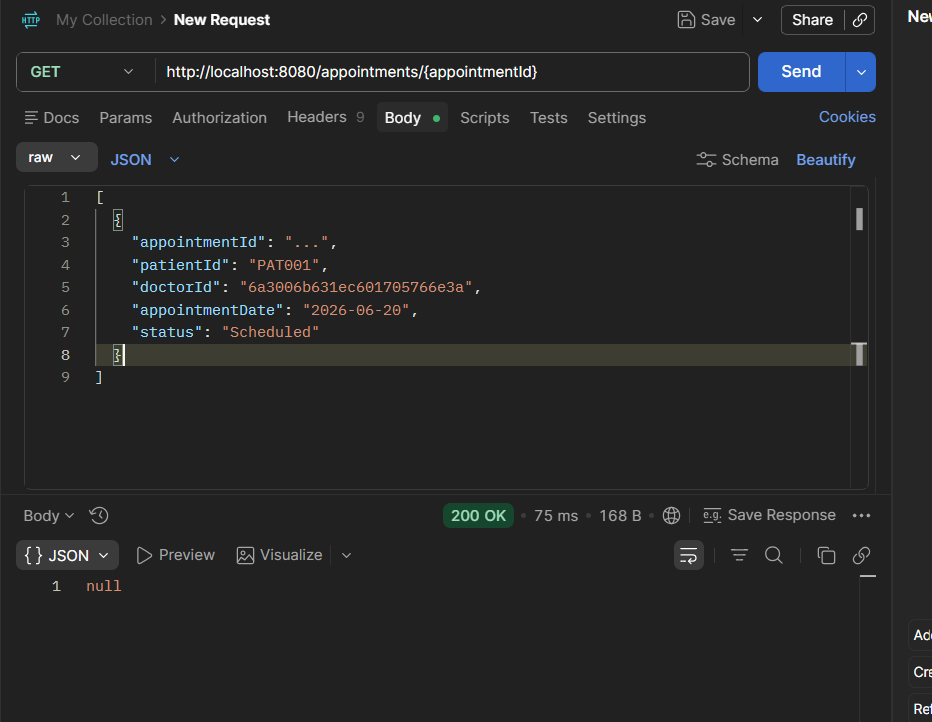 HTTP My Collection > New Request Save Share
GET http://localhost:8080/appointments/{appointmentId} Send
Docs Params Authorization Headers 9 Body Scripts Tests Settings Cookies
raw JSON Schema Beautify
1 [
2 {
3 "appointmentId": "...",
4 "patientId": "PAT001",
5 "doctorId": "6a3006b631ec601705766e3a",
6 "appointmentDate": "2026-06-20",
7 "status": "Scheduled"
8 }
9 ]
Body 200 OK • 75 ms • 168 B • e.g. Save Response
{} JSON Preview Visualize
1 null
New
Ad
Cre
Ref